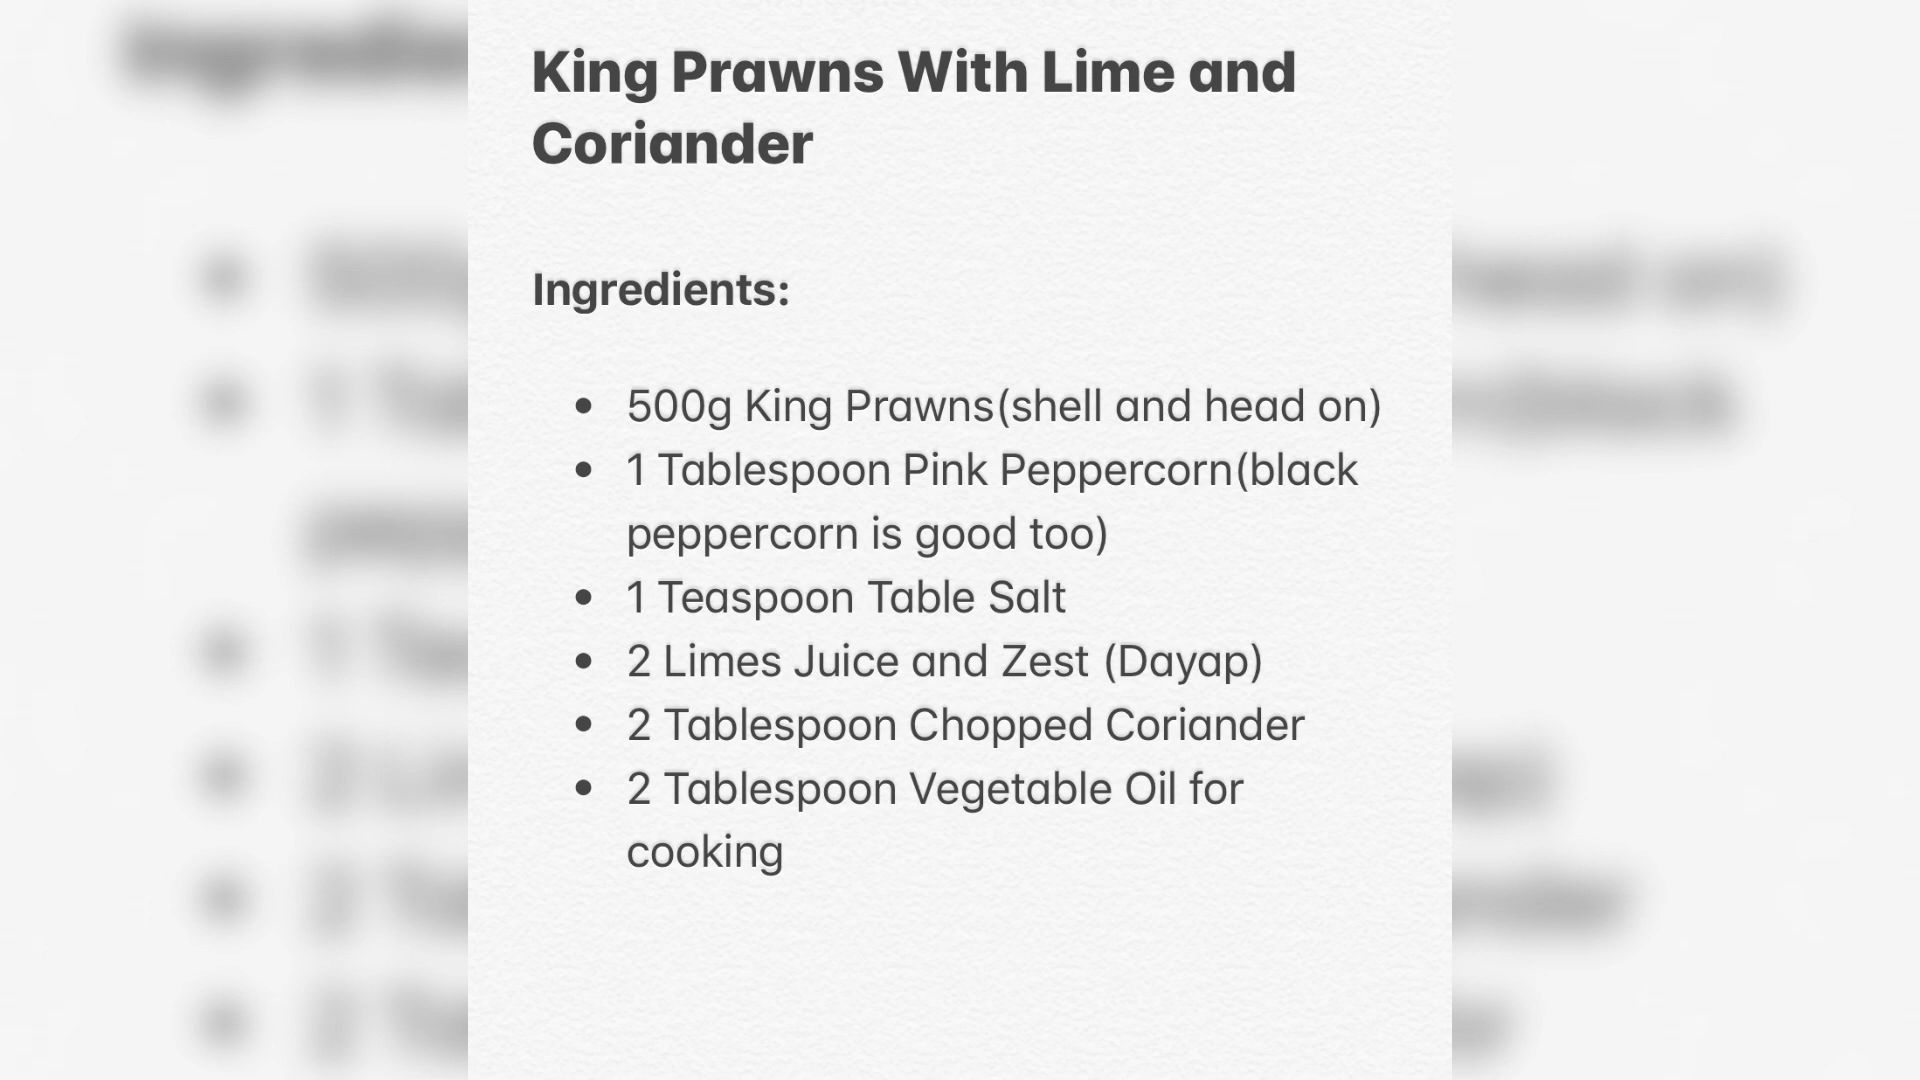 King Prawns With Lime and
Coriander
Ingredients:
• 500g King Prawns(shell and head on)
• 1 Tablespoon Pink Peppercorn(black
peppercorn is good too)
• 1 Teaspoon Table Salt
• 2 Limes Juice and Zest (Dayap)
• 2 Tablespoon Chopped Coriander
• 2 Tablespoon Vegetable Oil for
cooking